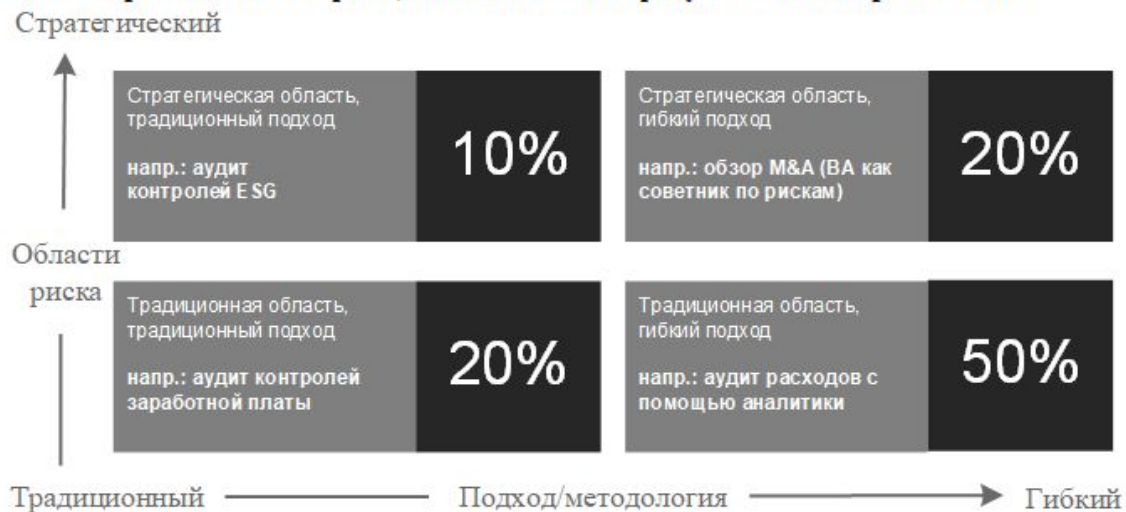 Стратегический
Стратегическая область,
традиционный подход
напр.: аудит
контролей ESG
10%
Стратегическая область,
гибкий подход
напр.: обзор M&A (ВА как
советник по рискам)
20%
Области
риска
Традиционная область,
традиционный подход
напр.: аудит контролей
заработной платы
20%
Традиционная область,
гибкий подход
напр.: аудит расходов с
помощью аналитики
50%
Традиционный
Подход/методология
Гибкий